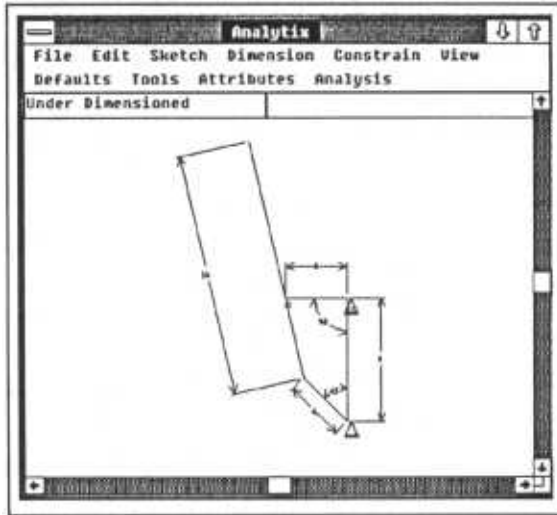 Analytix
File Edit Sketch Dimension Constrain View
Defaults Tools Attributes Analysis
Under Dimensioned